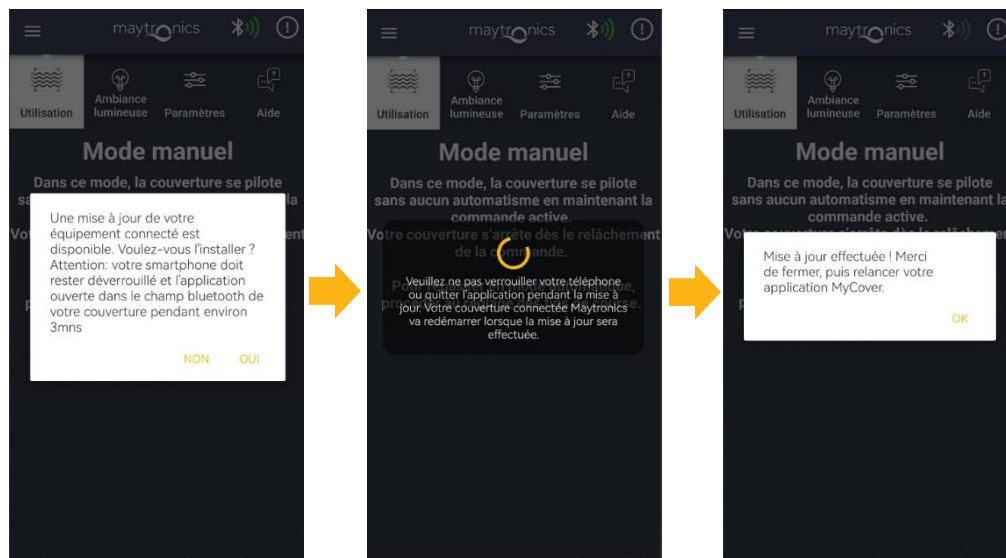 maytronics
Utilisation
Ambiance
lumineuse
Paramètres
Aide
Mode manuel
Dans ce mode, la couverture se pilote
Une mise à jour de votre
équipement connecté est
disponible. Voulez-vous l'installer ?
Attention: votre smartphone doit
rester déverrouillé et l'application
ouverte dans le champ bluetooth de
votre couverture pendant environ
3mns
NON OUI
maytronics
Utilisation
Ambiance
lumineuse
Paramètres
Aide
Mode manuel
Dans ce mode, la couverture se pilote
sans aucun automatisme en maintenant la
commande active.
Votre couverture s'arrête dès le relâchement
de la commande.
Veuillez ne pas verrouiller votre téléphone
ou quitter l'application pendant la mise à
jour. Votre couverture connectée Maytronics
va redémarrer lorsque la mise à jour sera
effectuée.
maytronics
Utilisation
Ambiance
lumineuse
Paramètres
Aide
Mode manuel
Dans ce mode, la couverture se pilote
sans aucun automatisme en maintenant la
commande active.
Mise à jour effectuée ! Merci
de fermer, puis relancer votre
application MyCover.
OK